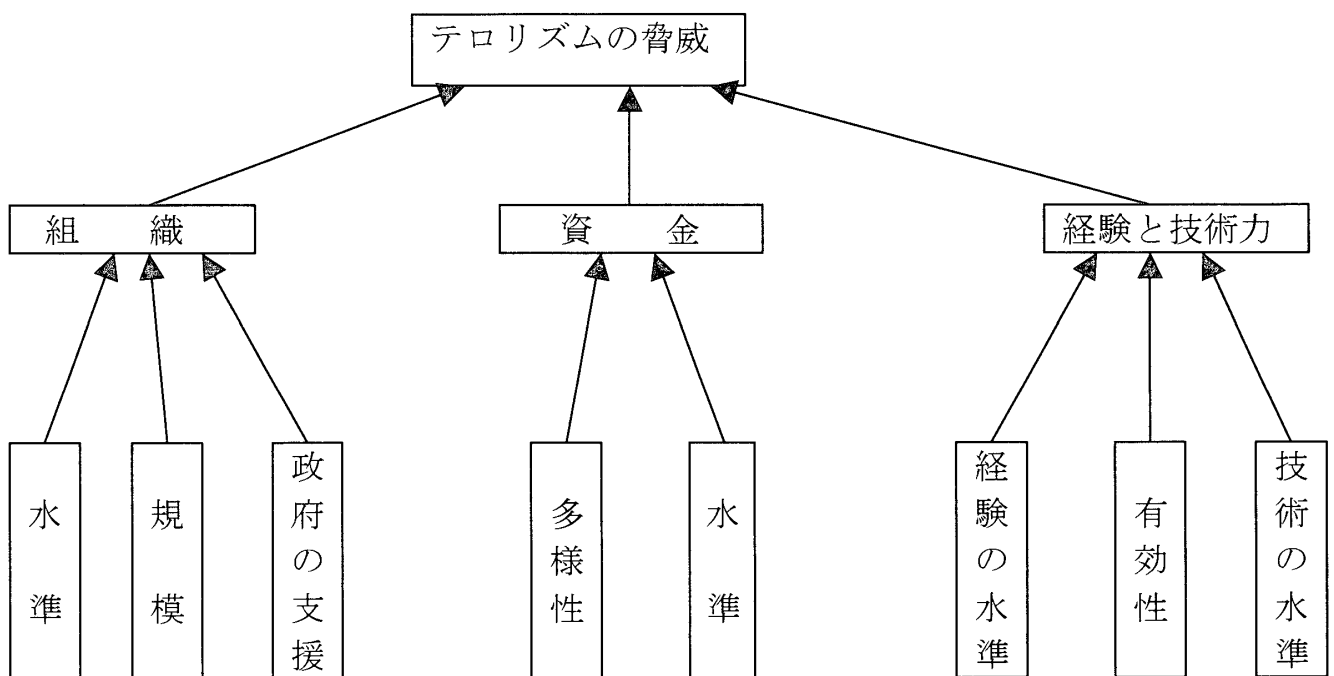 テロリズムの脅威
組　織
資　金
経験と技術力
水準
規模
政府の支援
多様性
水準
経験の水準
有効性
技術の水準